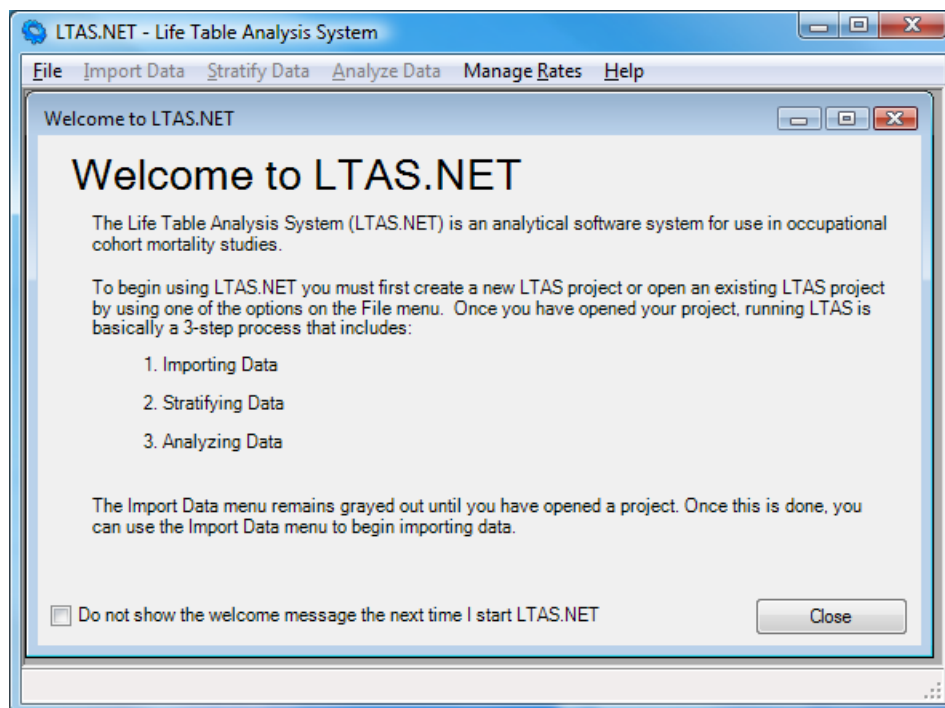 LTAS.NET - Life Table Analysis System
File Import Data Stratify Data Analyze Data Manage Rates Help
Welcome to LTAS.NET
Welcome to LTAS.NET
The Life Table Analysis System (LTAS.NET) is an analytical software system for use in occupational
cohort mortality studies.
To begin using LTAS.NET you must first create a new LTAS project or open an existing LTAS project
by using one of the options on the File menu.  Once you have opened your project, running LTAS is
basically a 3-step process that includes:
1. Importing Data
2. Stratifying Data
3. Analyzing Data
The Import Data menu remains grayed out until you have opened a project. Once this is done, you
can use the Import Data menu to begin importing data.
Do not show the welcome message the next time I start LTAS.NET
Close